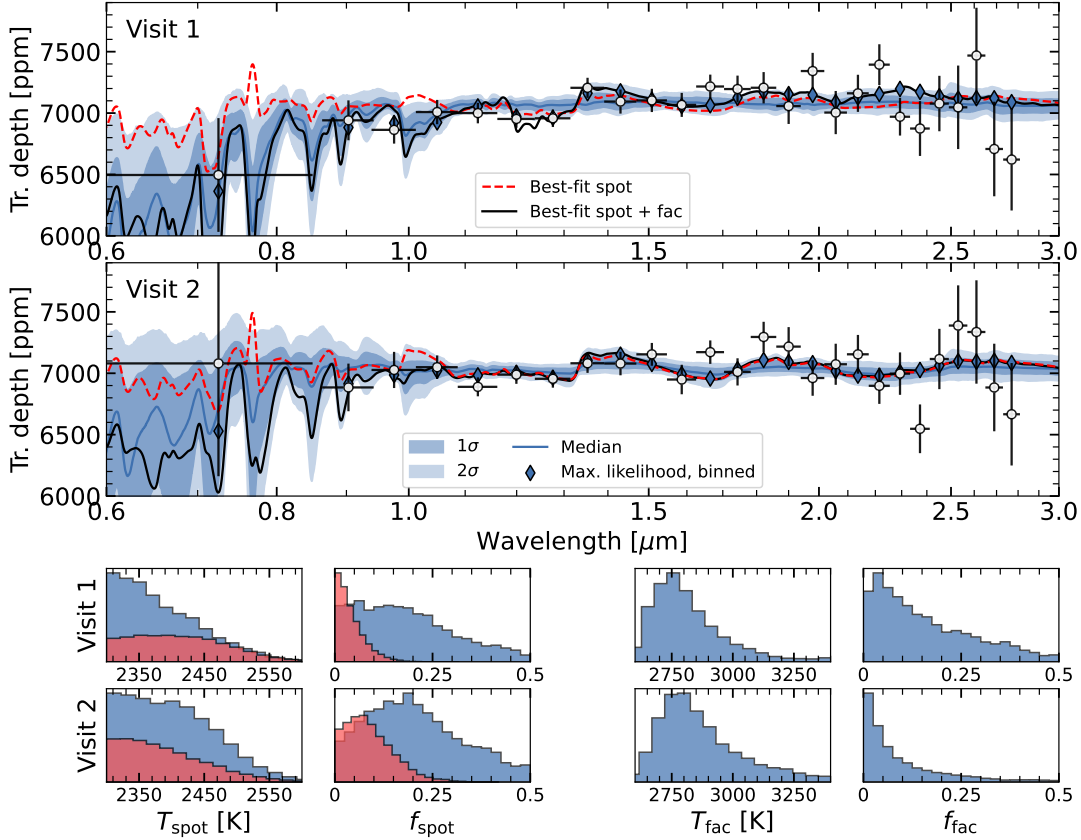 Visit 1
Tr. depth [ppm]
7500
7000
6500
6000
Best-fit spot
Best-fit spot + fac
0.6 0.8 1.0 1.5 2.0 2.5 3.0
Visit 2
Tr. depth [ppm]
7500
7000
6500
6000
1σ Median
2σ Max. likelihood, binned
0.6 0.8 1.0 1.5 2.0 2.5 3.0
Wavelength [μm]
Visit 1
2350 2450 2550 0 0.25 0.5 2750 3000 3250 0 0.25 0.5
Visit 2
2350 2450 2550 0 0.25 0.5 2750 3000 3250 0 0.25 0.5
T_spot [K] f_spot T_fac [K] f_fac